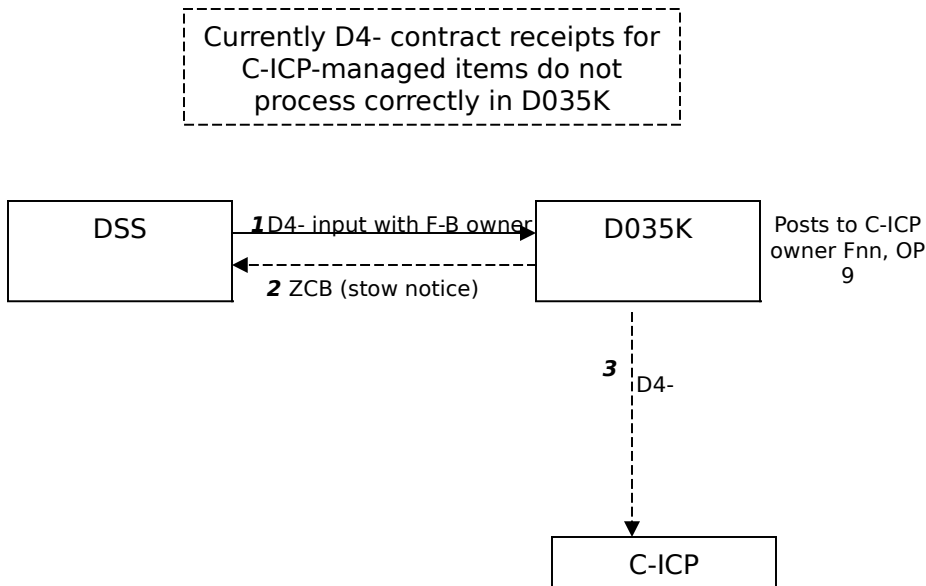 Currently D4- contract receipts for
C-ICP-managed items do not
process correctly in D035K
DSS
1 D4- input with F-B owner
D035K
Posts to C-ICP
owner Fnn, OP
9
2 ZCB (stow notice)
3
D4-
C-ICP